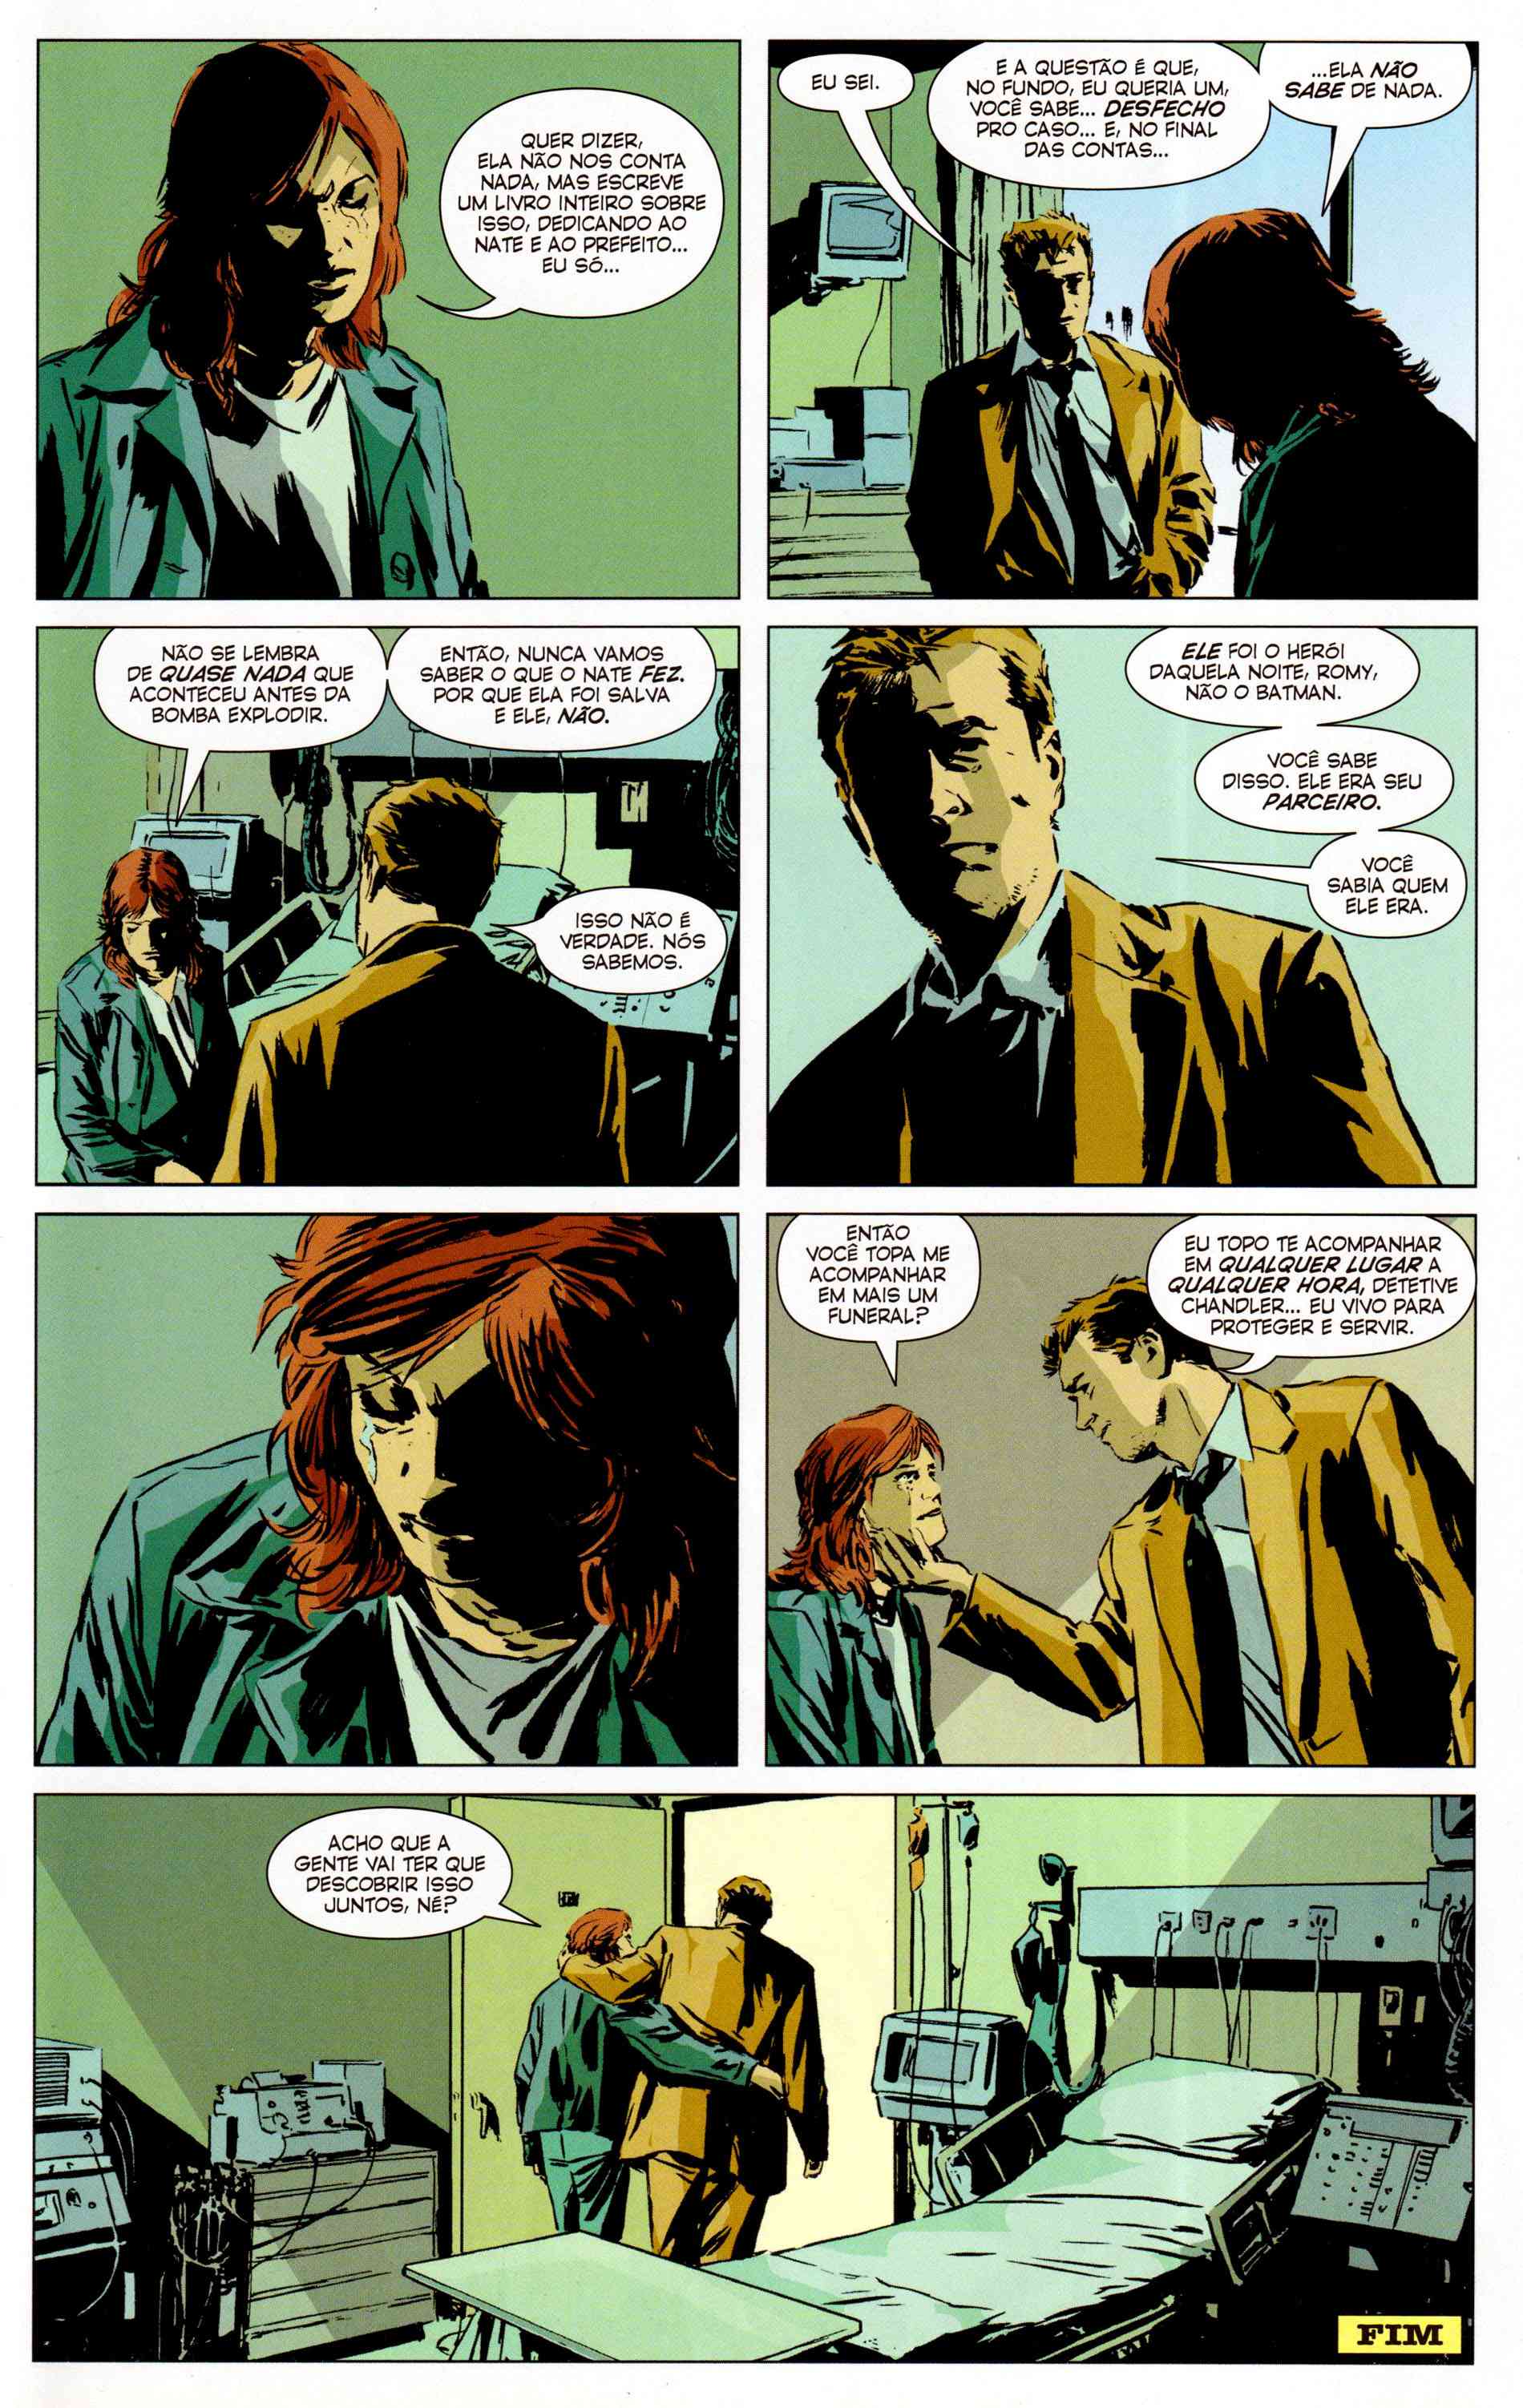 QUER DIZER,
ELA NÃO NOS CONTA
NADA, MAS ESCREVE
UM LIVRO INTEIRO SOBRE
ISSO, DEDICANDO AO
NATE E AO PREFEITO...
EU SÓ...
EU SEI.
E A QUESTÃO É QUE,
NO FUNDO, EU QUERIA UM,
VOCÊ SABE... DESFECHO
PRO CASO... E, NO FINAL
DAS CONTAS...
...ELA NÃO
SABE DE NADA.
NÃO SE LEMBRA
DE QUASE NADA QUE
ACONTECEU ANTES DA
BOMBA EXPLODIR.
ENTÃO, NUNCA VAMOS
SABER O QUE O NATE FEZ.
POR QUE ELA FOI SALVA
E ELE, NÃO.
ISSO NÃO É
VERDADE. NÓS
SABEMOS.
ELE FOI O HERÓI
DAQUELA NOITE, ROMY,
NÃO O BATMAN.
VOCÊ SABE
DISSO. ELE ERA SEU
PARCEIRO.
VOCÊ
SABIA QUEM
ELE ERA.
ENTÃO
VOCÊ TOPA ME
ACOMPANHAR
EM MAIS UM
FUNERAL?
EU TOPO TE ACOMPANHAR
EM QUALQUER LUGAR A
QUALQUER HORA, DETETIVE
CHANDLER... EU VIVO PARA
PROTEGER E SERVIR.
ACHO QUE A
GENTE VAI TER QUE
DESCOBRIR ISSO
JUNTOS, NÉ?
FIM